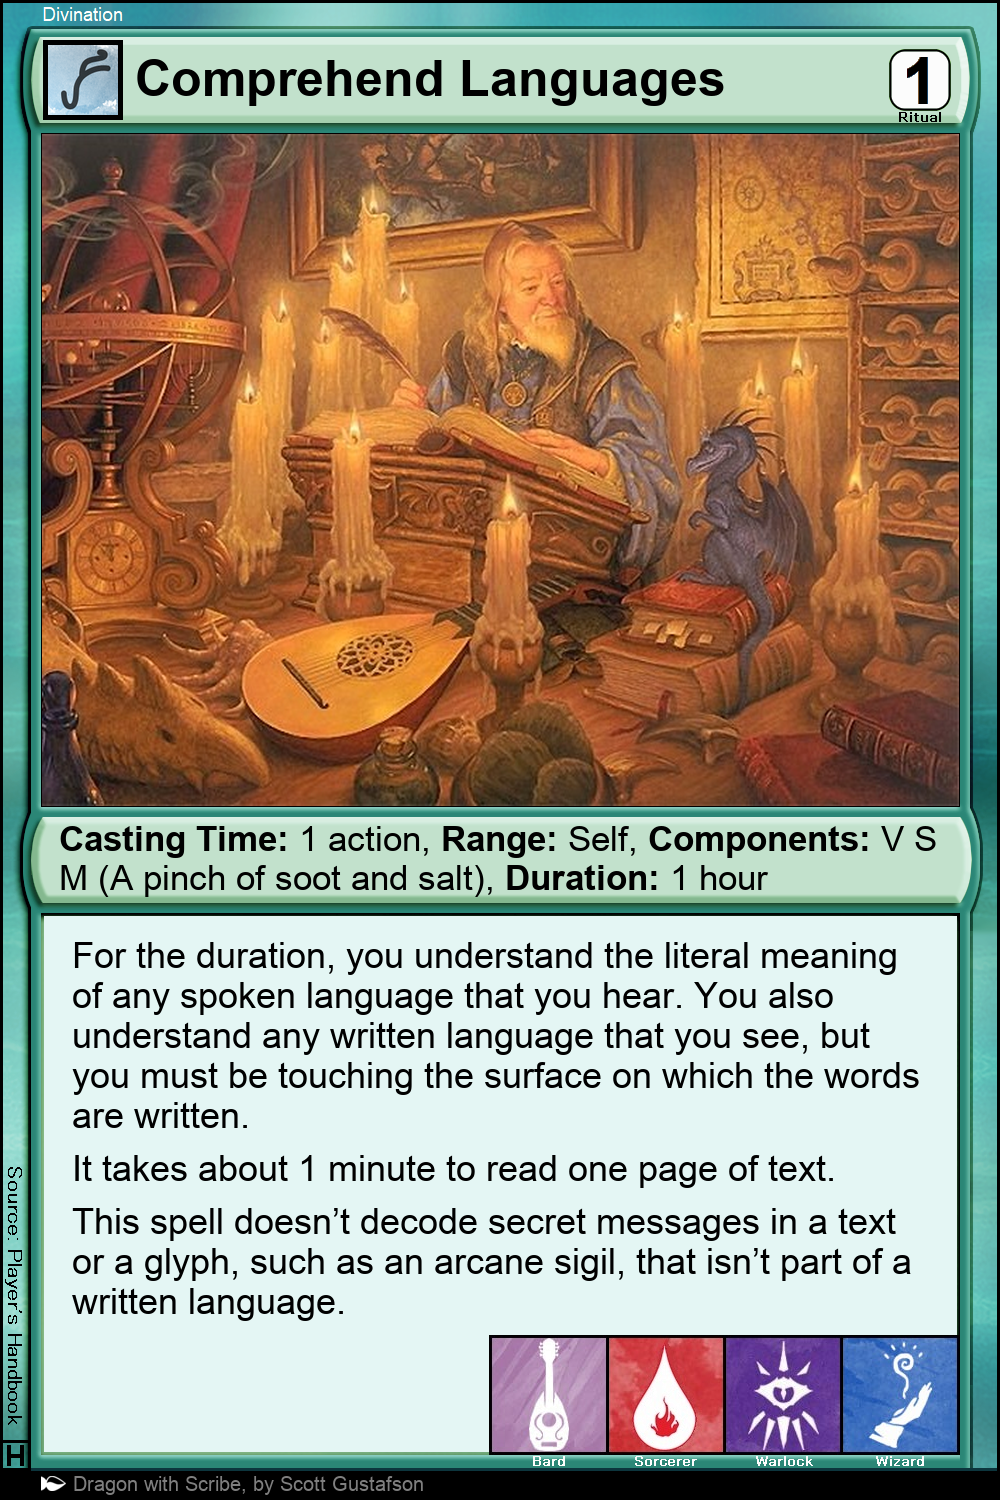 Divination
Comprehend Languages
1
Ritual
Casting Time: 1 action, Range: Self, Components: V S
M (A pinch of soot and salt), Duration: 1 hour
For the duration, you understand the literal meaning
of any spoken language that you hear. You also
understand any written language that you see, but
you must be touching the surface on which the words
are written.
It takes about 1 minute to read one page of text.
This spell doesn’t decode secret messages in a text
or a glyph, such as an arcane sigil, that isn’t part of a
written language.
Bard
Sorcerer
Warlock
Wizard
Source: Player's Handbook
H
Dragon with Scribe, by Scott Gustafson